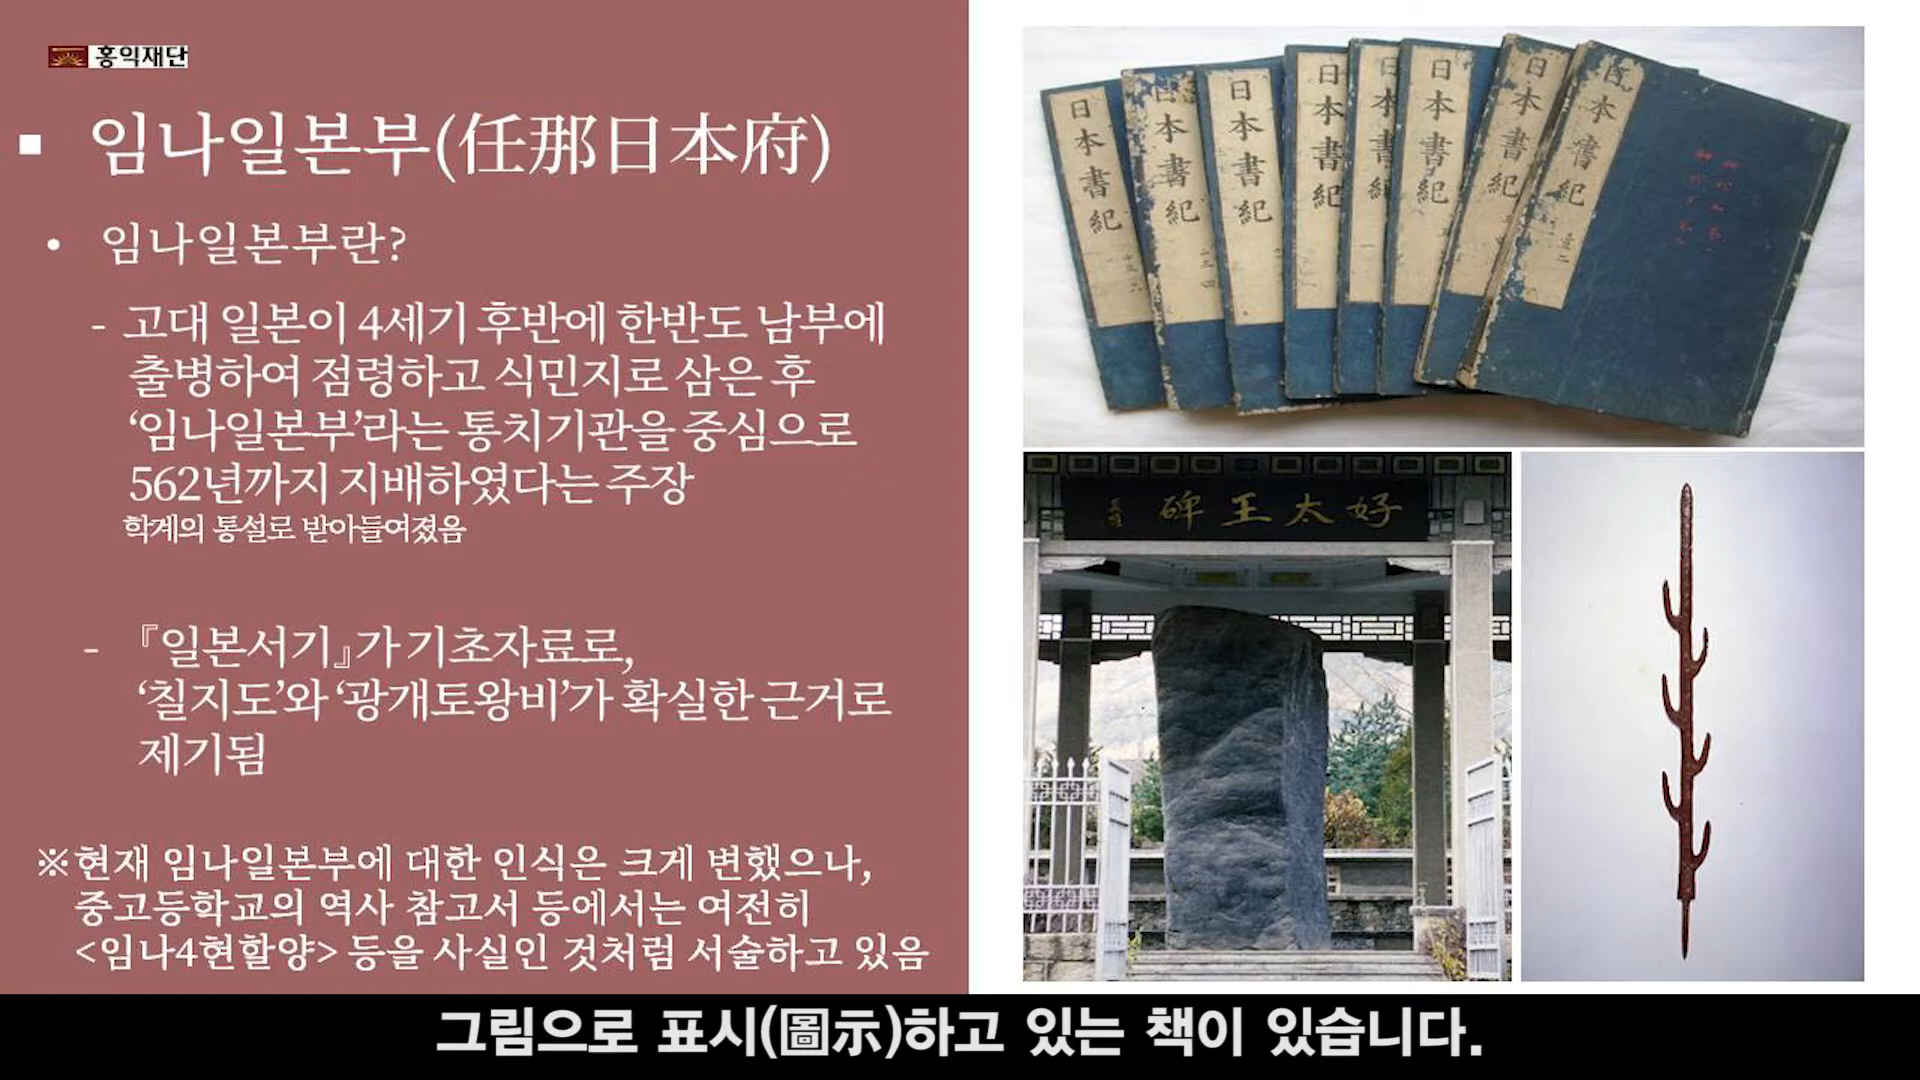 홍익재단
임나일본부(任那日本府)
• 임나일본부란?
- 고대 일본이 4세기 후반에 한반도 남부에
출병하여 점령하고 식민지로 삼은 후
‘임나일본부’라는 통치기관을 중심으로
562년까지 지배하였다는 주장
학계의 통설로 받아들여졌음
- 『일본서기』가 기초자료로,
‘칠지도’와 ‘광개토왕비’가 확실한 근거로
제기됨
※현재 임나일본부에 대한 인식은 크게 변했으나,
중고등학교의 역사 참고서 등에서는 여전히
<임나4현할양> 등을 사실인 것처럼 서술하고 있음
日本書紀
日本書紀
日本書紀
日本書紀
日本書紀
日本書紀
日本書紀
日本書紀
碑王太好
그림으로 표시(圖示)하고 있는 책이 있습니다.